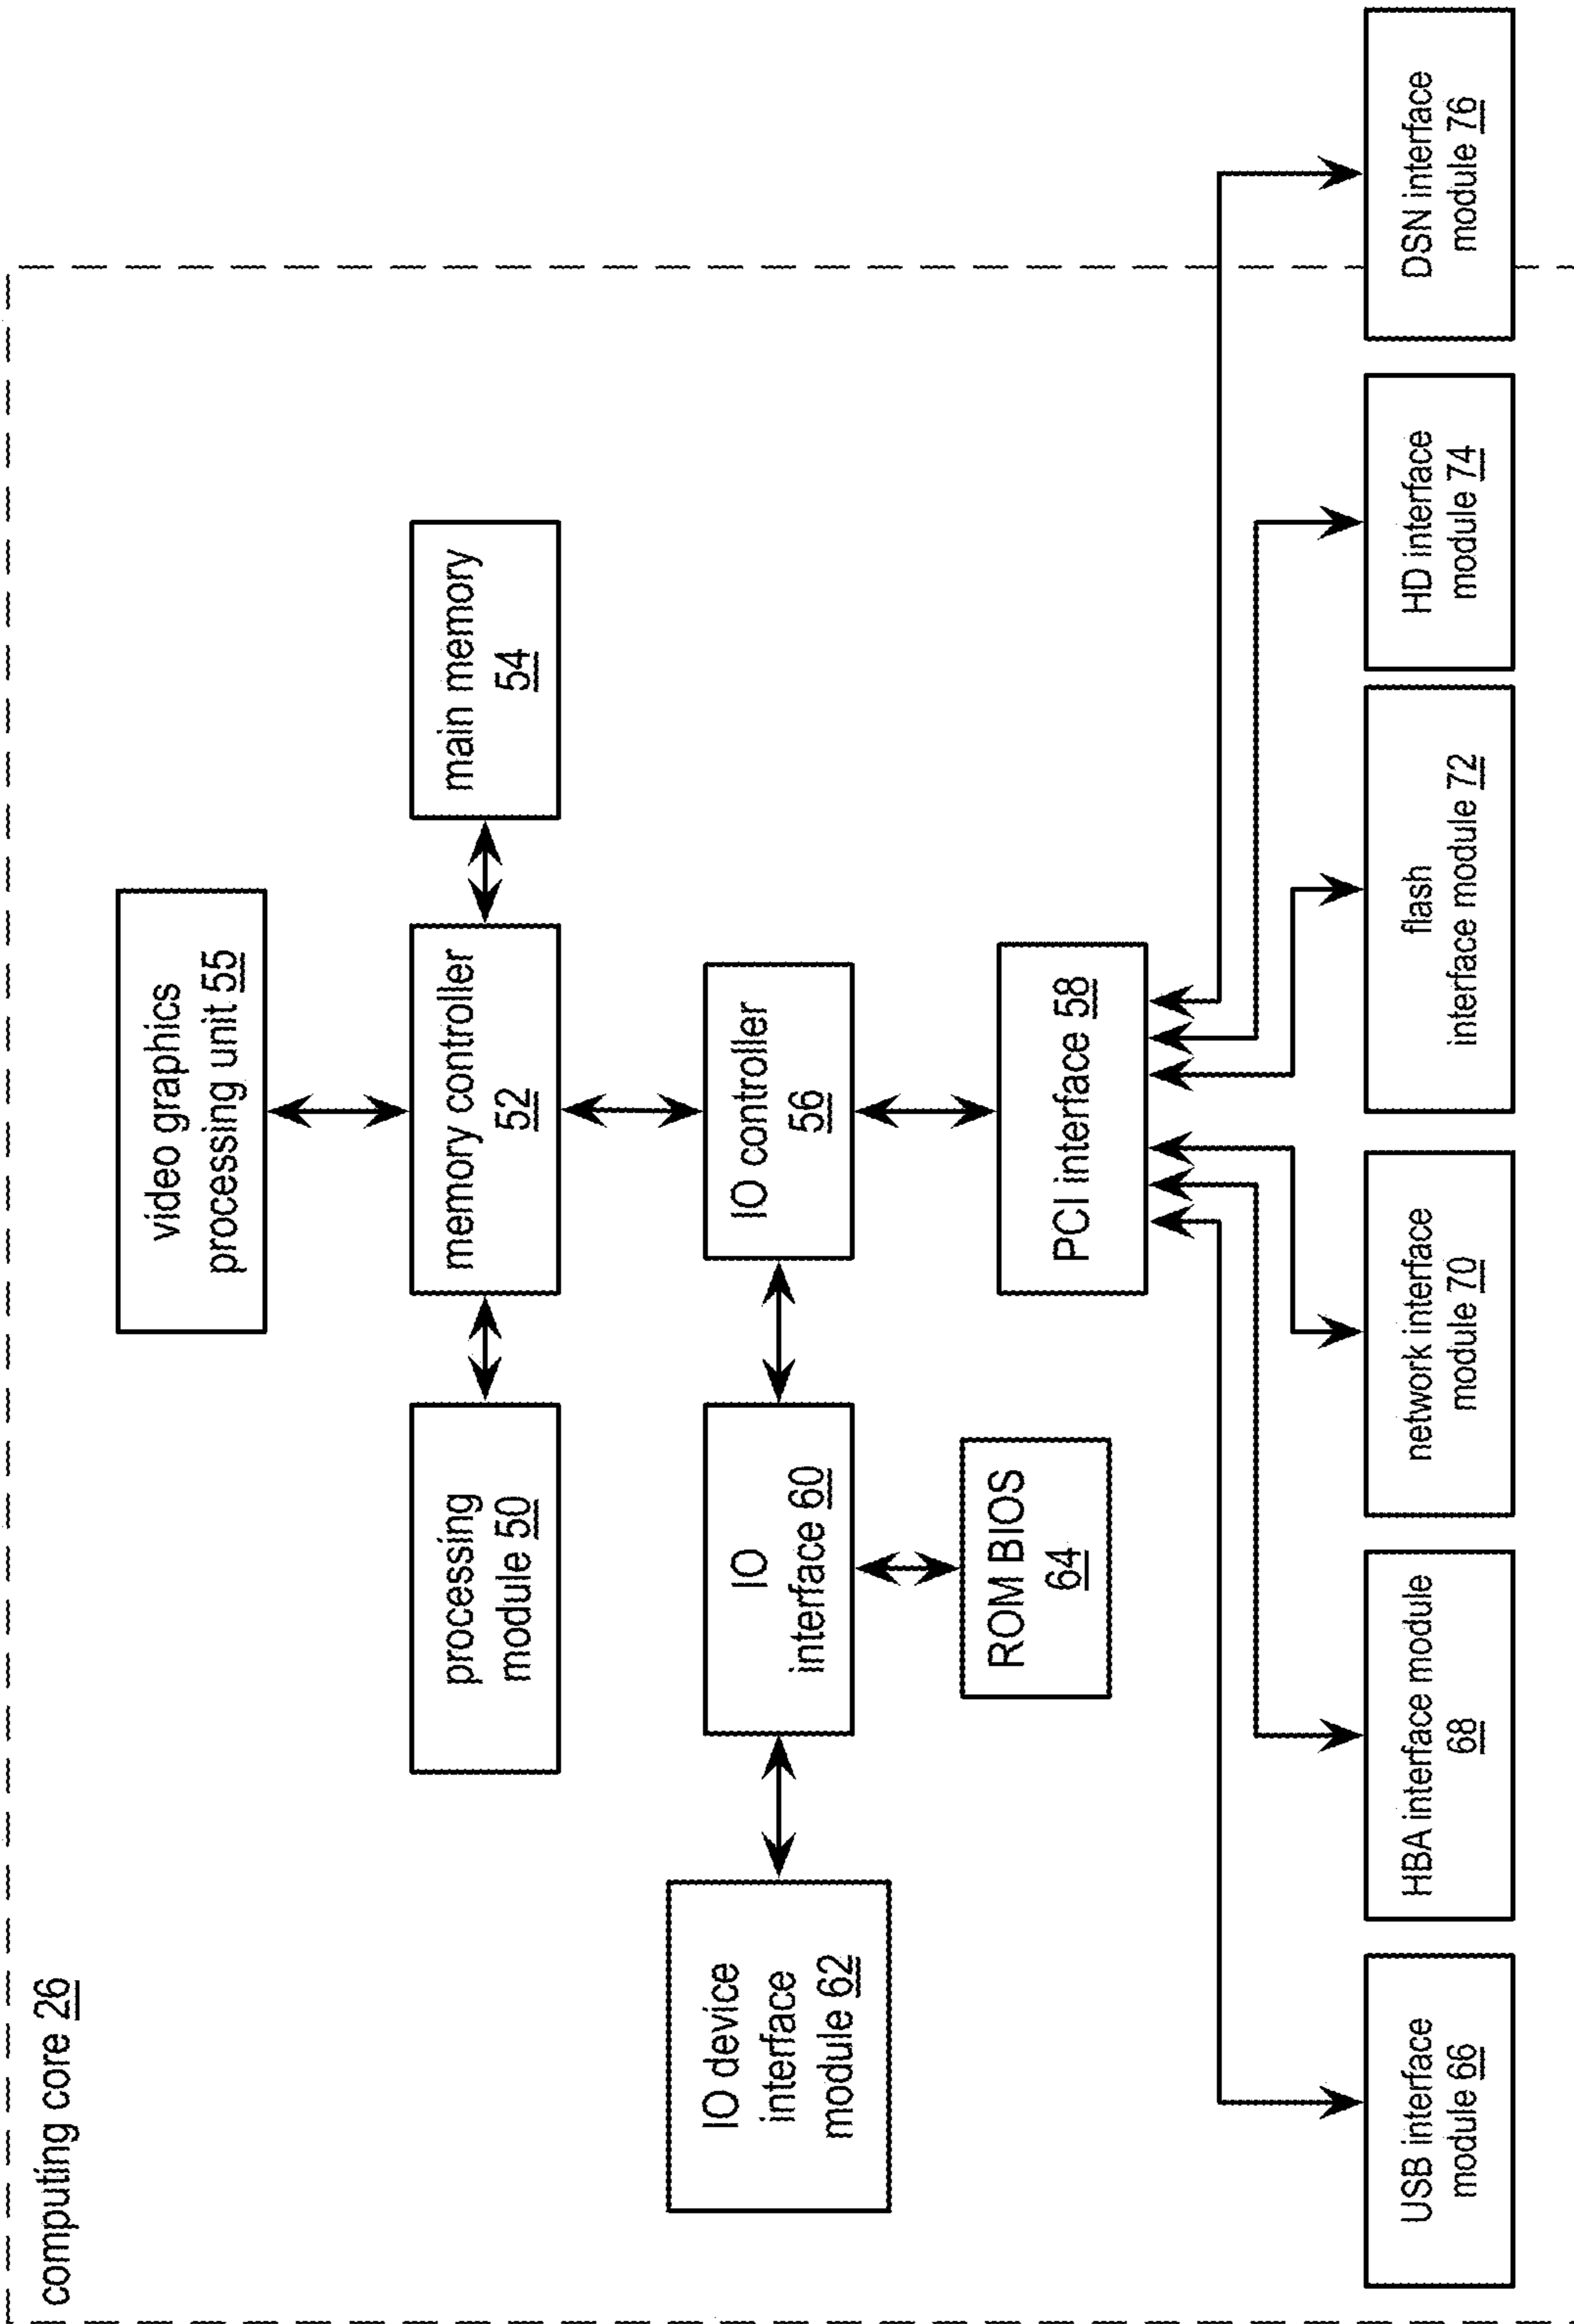 computing core 26
video graphics
processing unit 55
processing
module 50
memory controller
52
main memory
54
IO device
interface
module 62
IO
interface 60
IO controller
56
ROM BIOS
64
PCI interface 58
USB interface
module 66
HBA interface module
68
network interface
module 70
flash
interface module 72
HD interface
module 74
DSN interface
module 76